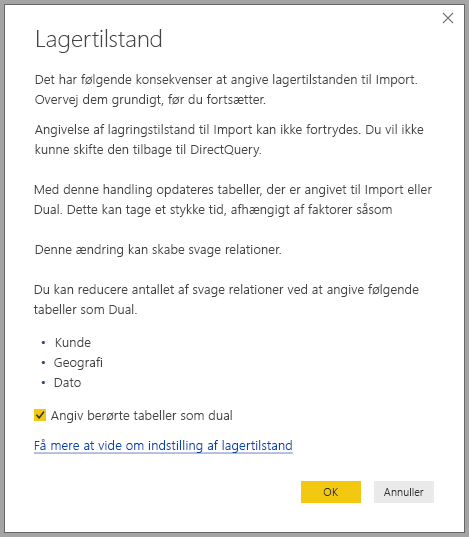 Lagertilstand
Det har følgende konsekvenser at angive lagertilstanden til Import.
Overvej dem grundigt, før du fortsætter.
Angivelse af lagringstilstand til Import kan ikke fortrydes. Du vil ikke
kunne skifte den tilbage til DirectQuery.
Med denne handling opdateres tabeller, der er angivet til Import eller
Dual. Dette kan tage et stykke tid, afhængigt af faktorer såsom
Denne ændring kan skabe svage relationer.
Du kan reducere antallet af svage relationer ved at angive følgende
tabeller som Dual.
• Kunde
• Geografi
• Dato
Angiv berørte tabeller som dual
Få mere at vide om indstilling af lagertilstand
OK Annuller